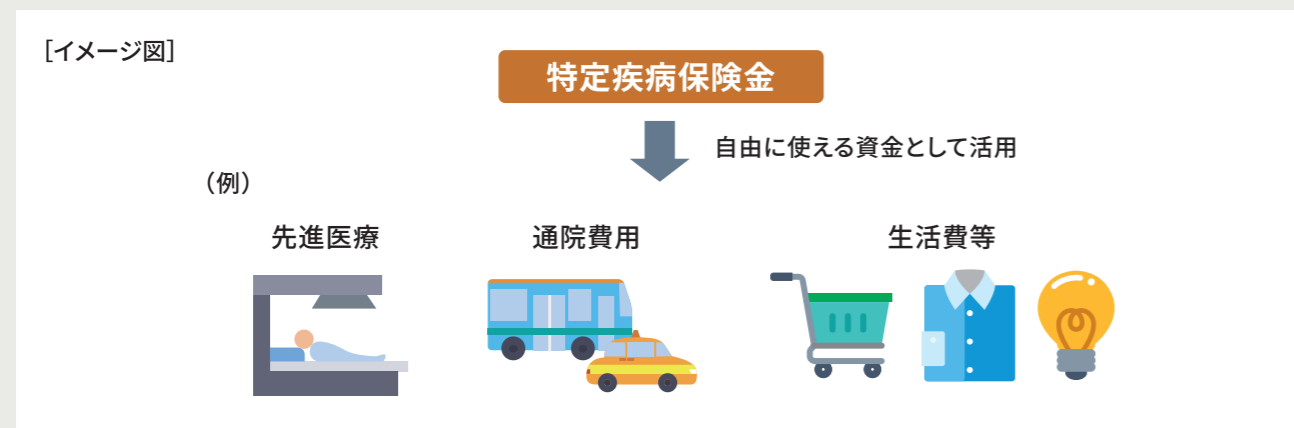 ［イメージ図］
特定疾病保険金
自由に使える資金として活用
（例）
先進医療
通院費用
生活費等